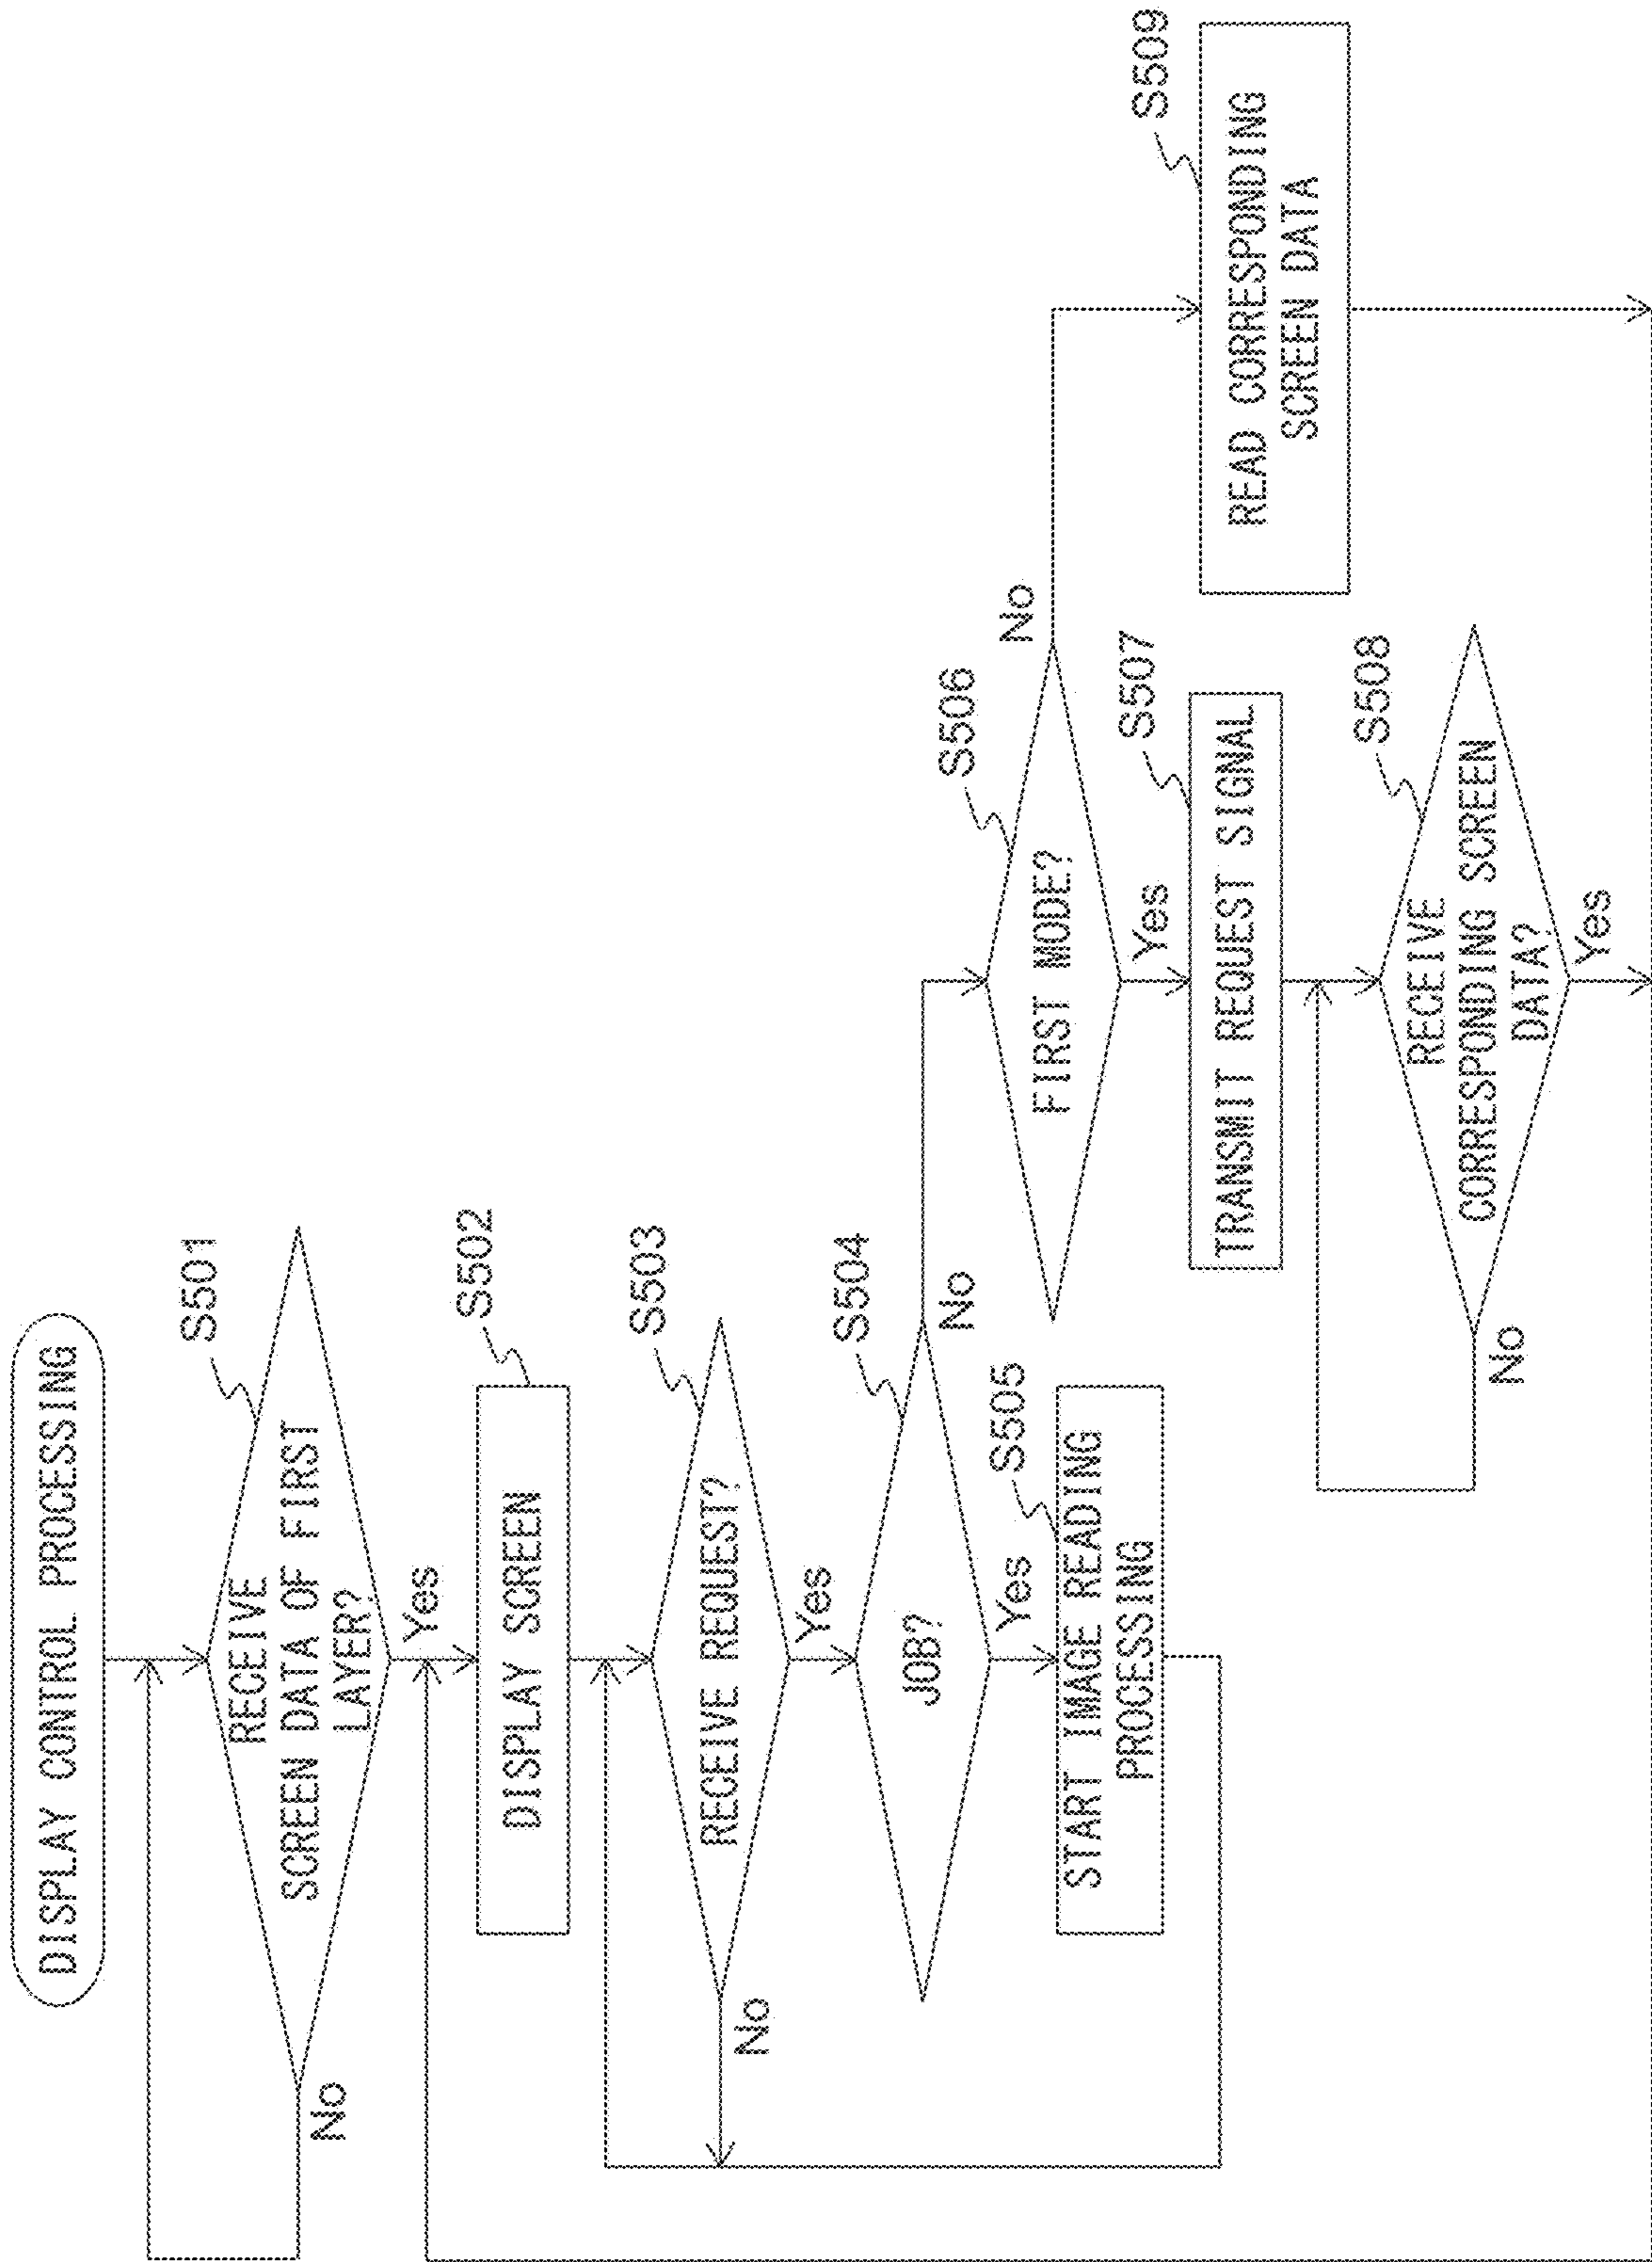 DISPLAY CONTROL PROCESSING
S501
RECEIVE
SCREEN DATA OF FIRST
LAYER?
No
Yes
S502
DISPLAY SCREEN
S503
RECEIVE REQUEST?
No
Yes
S504
JOB?
No
Yes
S505
START IMAGE READING
PROCESSING
S506
FIRST MODE?
No
Yes
S507
TRANSMIT REQUEST SIGNAL
S508
RECEIVE
CORRESPONDING SCREEN
DATA?
No
Yes
S509
READ CORRESPONDING
SCREEN DATA